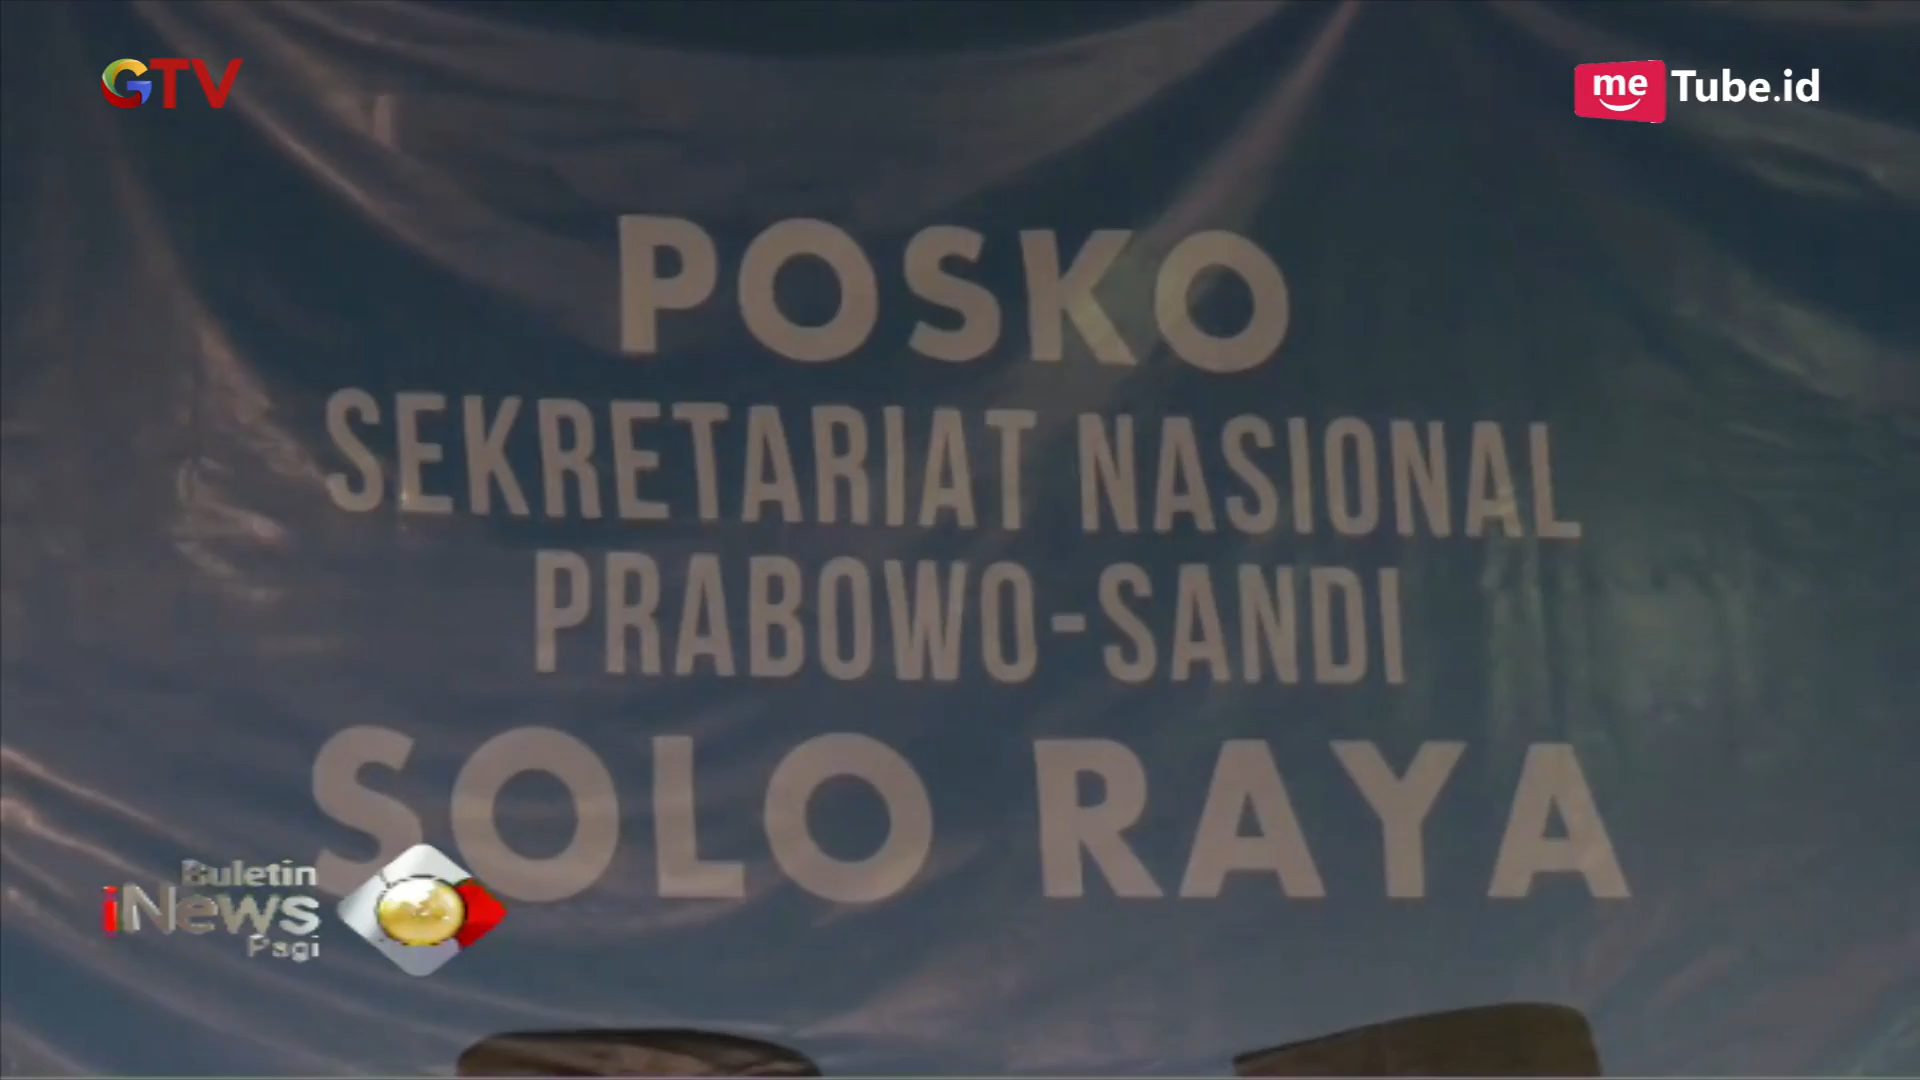 GTV
me Tube.id
POSKO
SEKRETARIAT NASIONAL
PRABOWO-SANDI
SOLO RAYA
Buletin
iNews
Pagi